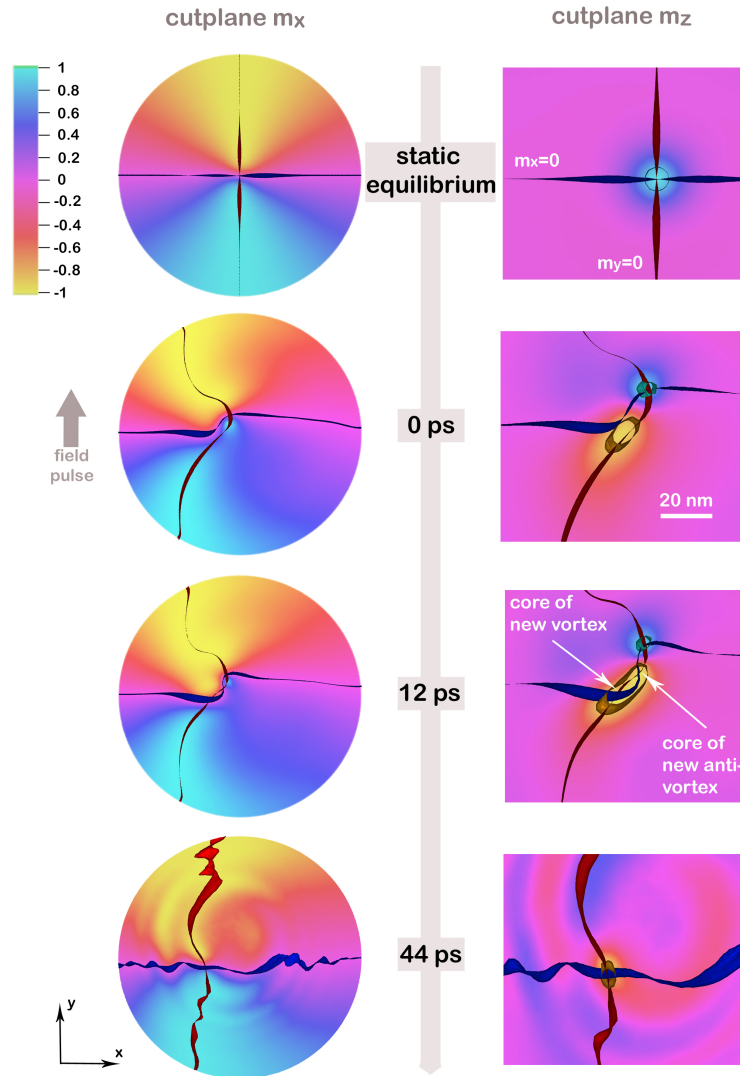 cutplane mx
cutplane mz
1
0.8
0.6
0.4
0.2
0
-0.2
-0.4
-0.6
-0.8
-1
static
equilibrium
mx=0
my=0
field
pulse
0 ps
20 nm
12 ps
core of
new vortex
core of
new anti-
vortex
44 ps
y
x